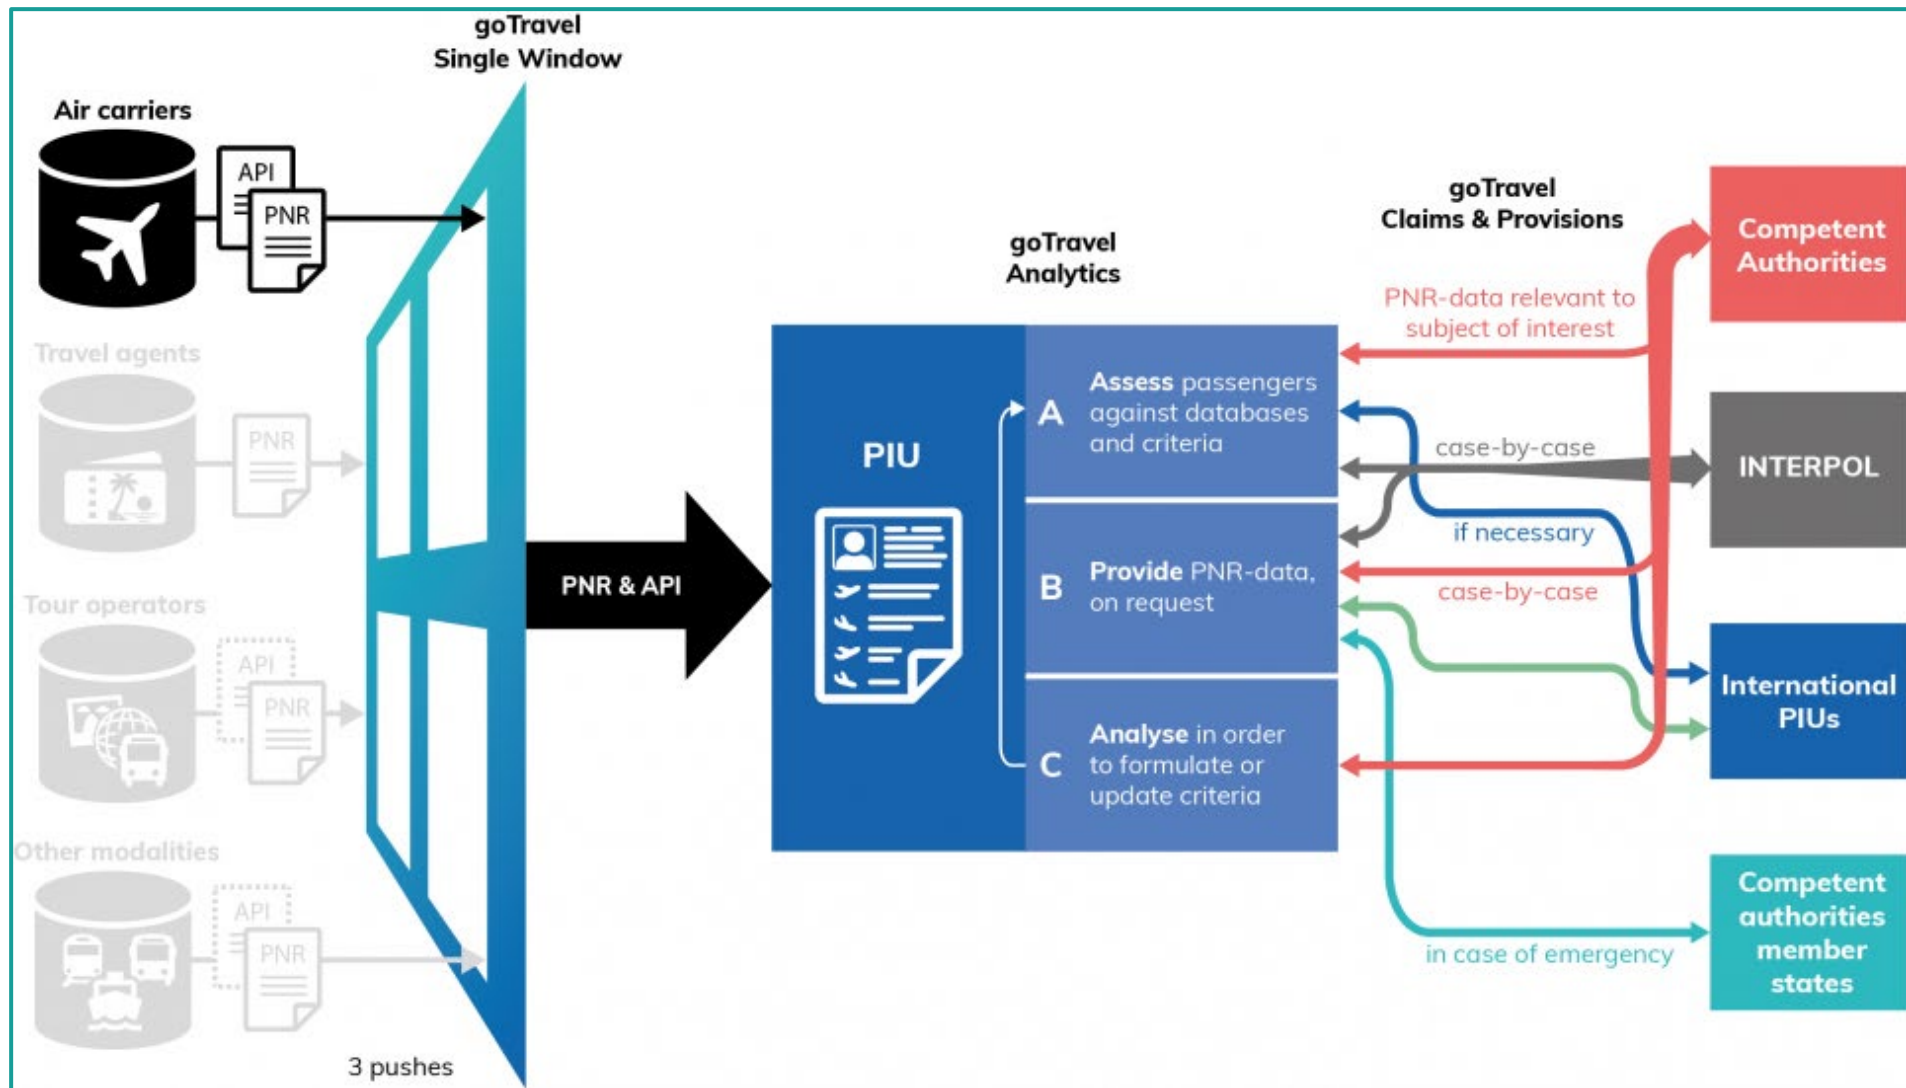 goTravel
Single Window
Air carriers
API
PNR
Travel agents
PNR
Tour operators
API
PNR
Other modalities
API
PNR
3 pushes
PNR & API
goTravel
Analytics
PIU
A
Assess passengers
against databases
and criteria
B
Provide PNR-data,
on request
C
Analyse in order
to formulate or
update criteria
goTravel
Claims & Provisions
PNR-data relevant to
subject of interest
case-by-case
if necessary
case-by-case
in case of emergency
Competent
Authorities
INTERPOL
International
PIUs
Competent
authorities
member
states